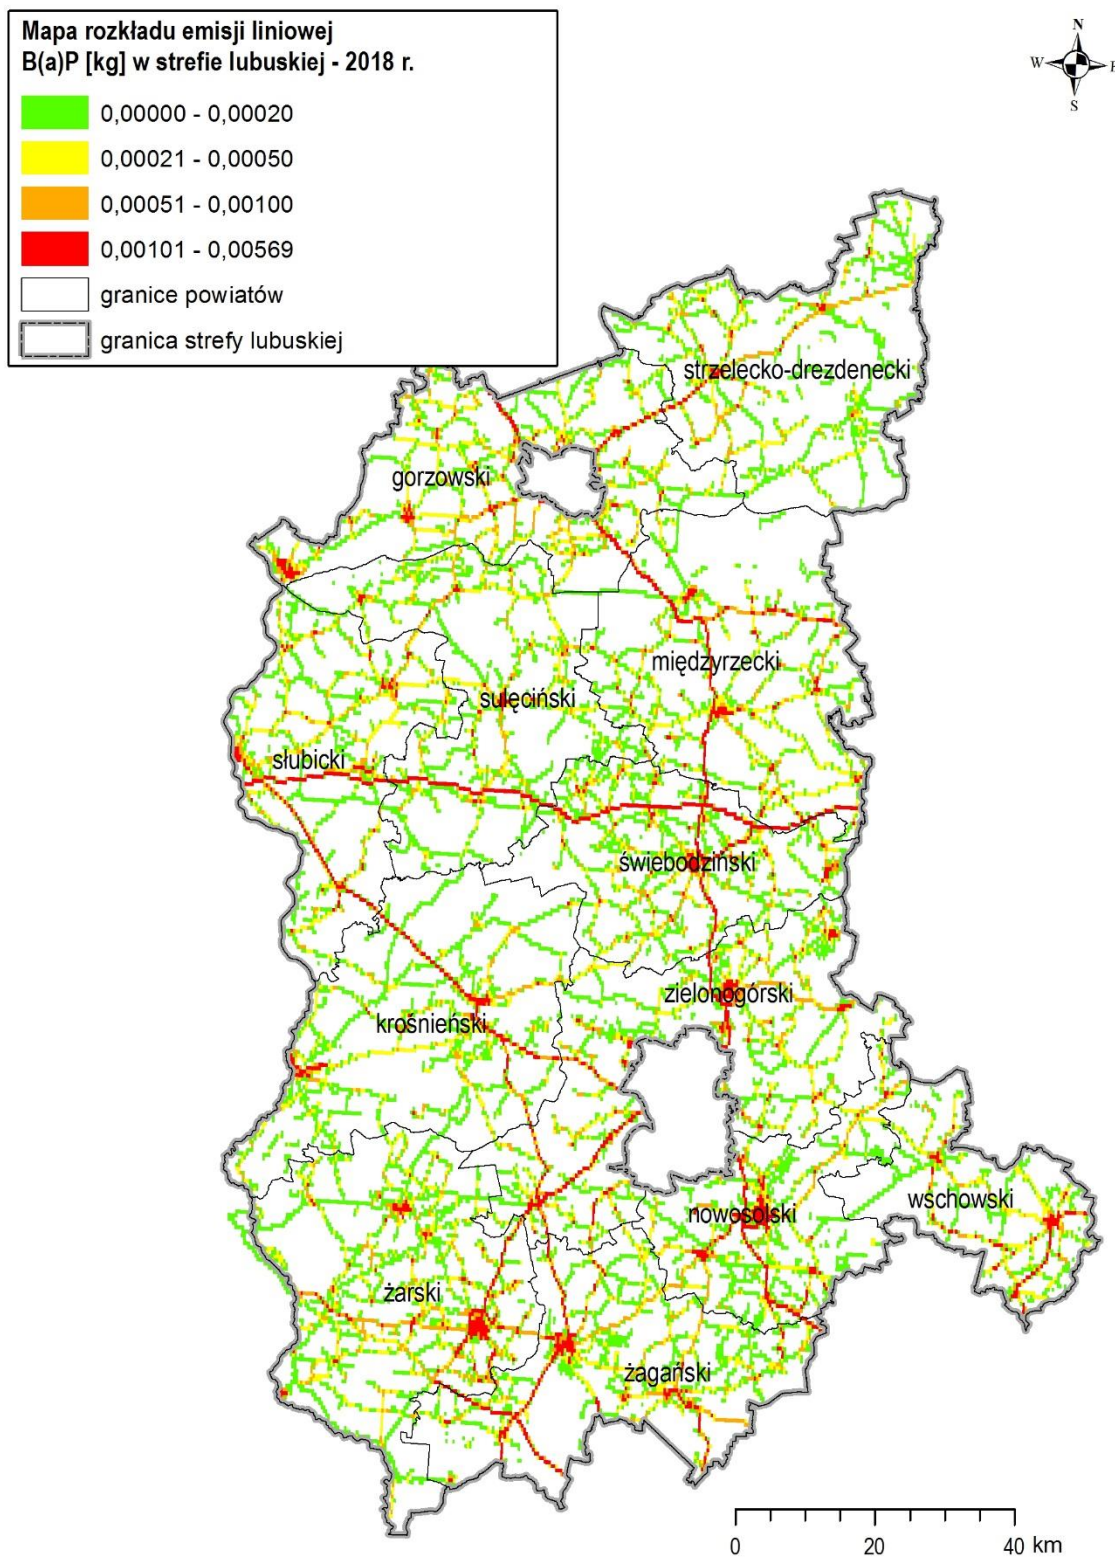 Mapa rozkładu emisji liniowej
B(a)P [kg] w strefie lubuskiej - 2018 r.
0,00000 - 0,00020
0,00021 - 0,00050
0,00051 - 0,00100
0,00101 - 0,00569
granice powiatów
granica strefy lubuskiej
N
W E
S
strzelecko-drezdenecki
gorzowski
międzyrzecki
sulęciński
słubicki
świebodziński
zielonogórski
krośnieński
wschowski
nowosolski
żarski
żagański
0 20 40 km